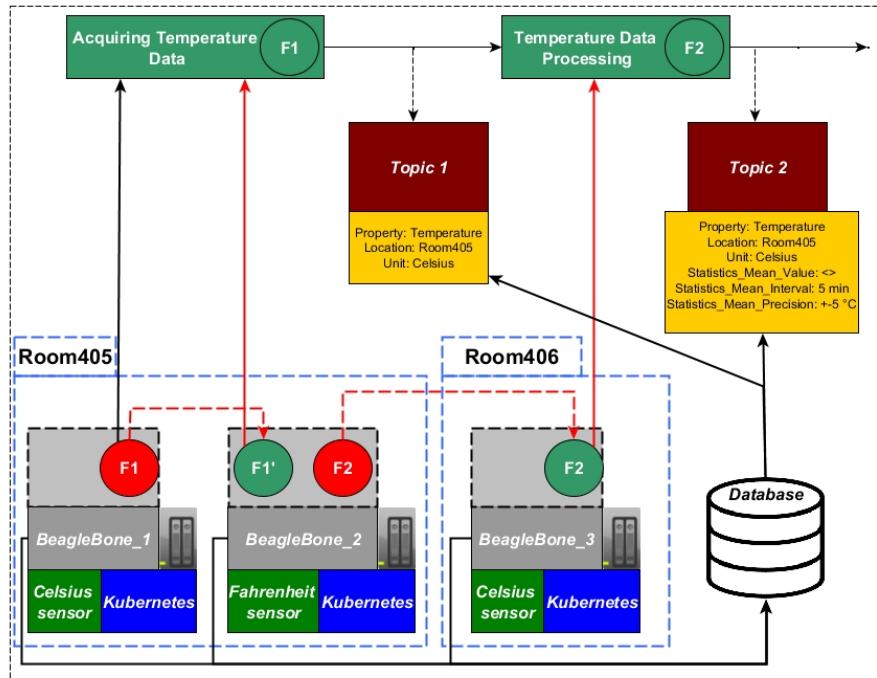 Acquiring Temperature
Data
F1
Temperature Data
Processing
F2
Topic 1
Property: Temperature
Location: Room405
Unit: Celsius
Topic 2
Property: Temperature
Location: Room405
Unit: Celsius
Statistics_Mean_Value: <>
Statistics_Mean_Interval: 5 min
Statistics_Mean_Precision: +-5 °C
Room405
Room406
F1
F1'
F2
F2
BeagleBone_1
BeagleBone_2
BeagleBone_3
Database
Celsius
sensor
Kubernetes
Fahrenheit
sensor
Kubernetes
Celsius
sensor
Kubernetes